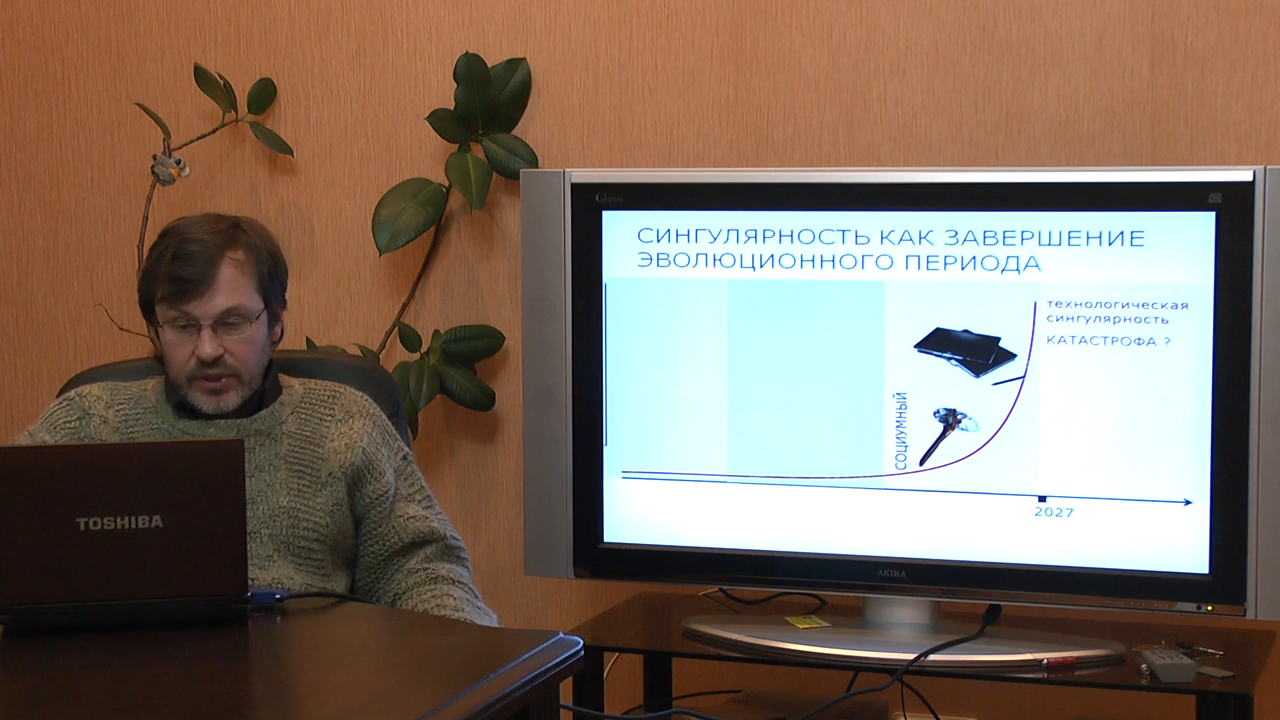 СИНГУЛЯРНОСТЬ КАК ЗАВЕРШЕНИЕ
ЭВОЛЮЦИОННОГО ПЕРИОДА
технологическая
сингулярность
КАТАСТРОФА ?
СОЦИУМНЫЙ
2027
AKIRA
TOSHIBA